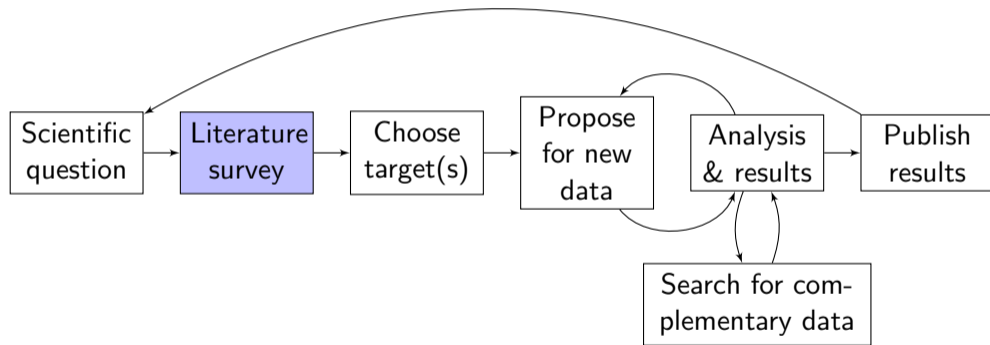 Scientific
question
Literature
survey
Choose
target(s)
Propose
for new
data
Analysis
& results
Publish
results
Search for com-
plementary data